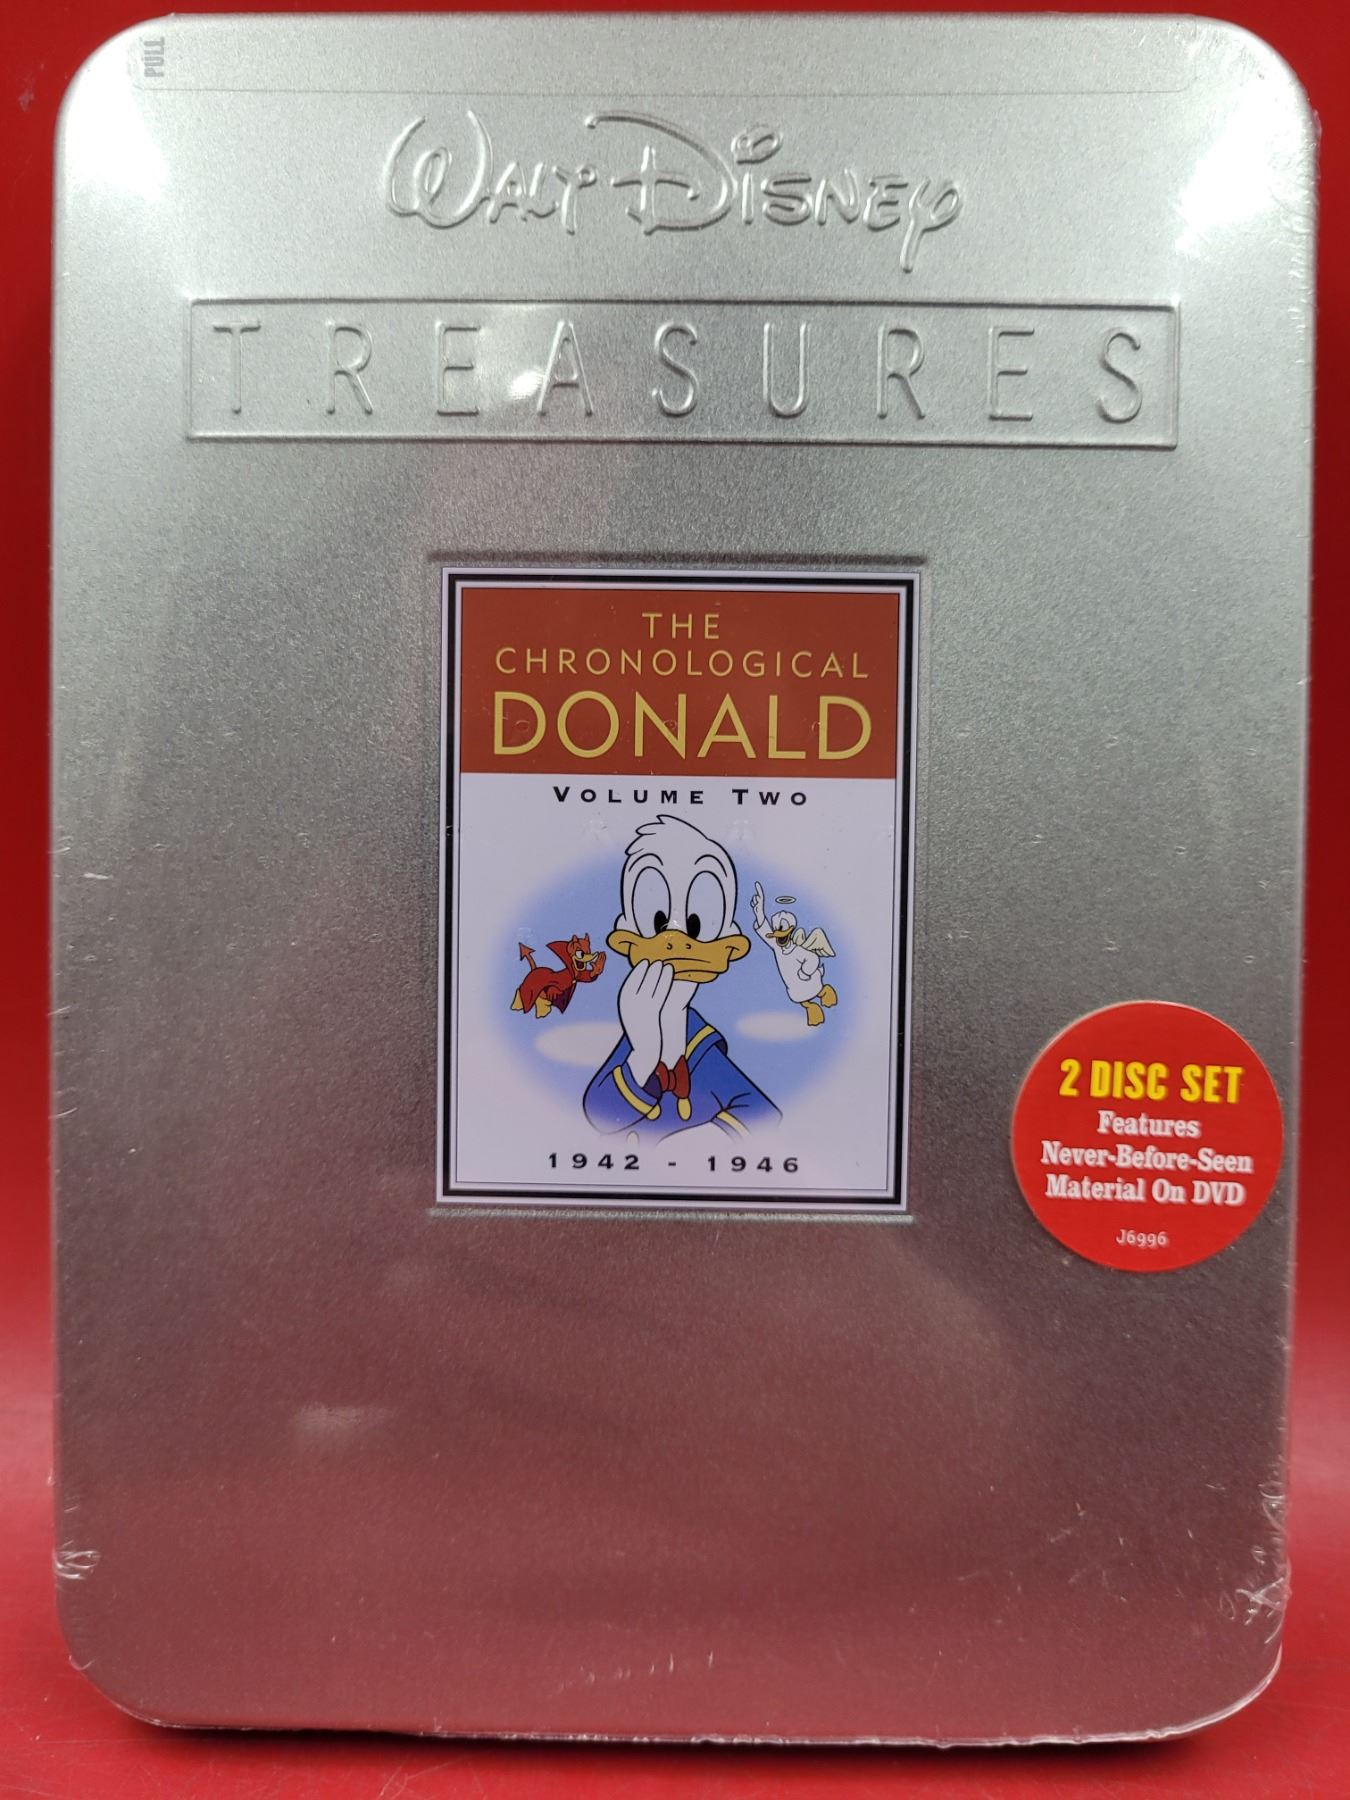 PULL
WALT DISNEY
TREASURES
THE
CHRONOLOGICAL
DONALD
VOLUME TWO
1942 - 1946
2 DISC SET
Features
Never-Before-Seen
Material On DVD
J6996